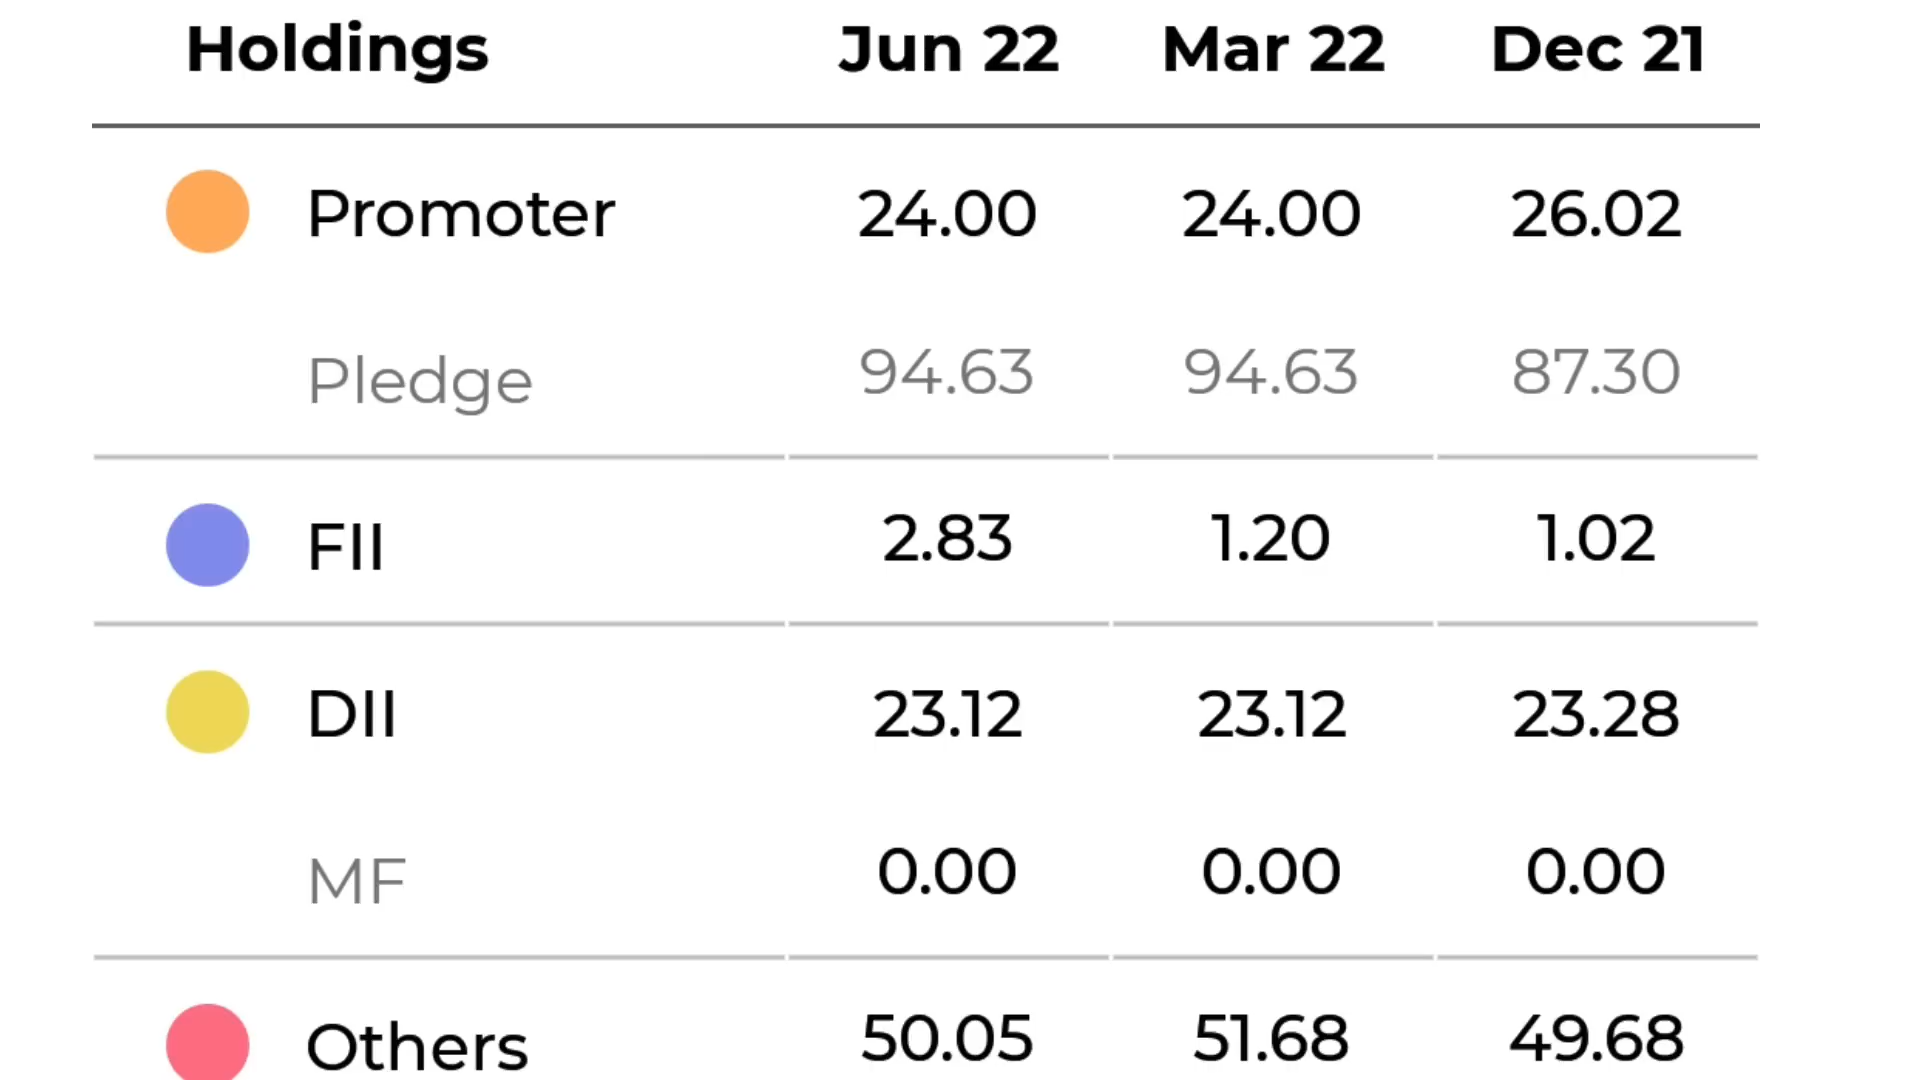 Holdings Jun 22 Mar 22 Dec 21
Promoter 24.00 24.00 26.02
Pledge 94.63 94.63 87.30
FII 2.83 1.20 1.02
DII 23.12 23.12 23.28
MF 0.00 0.00 0.00
Others 50.05 51.68 49.68